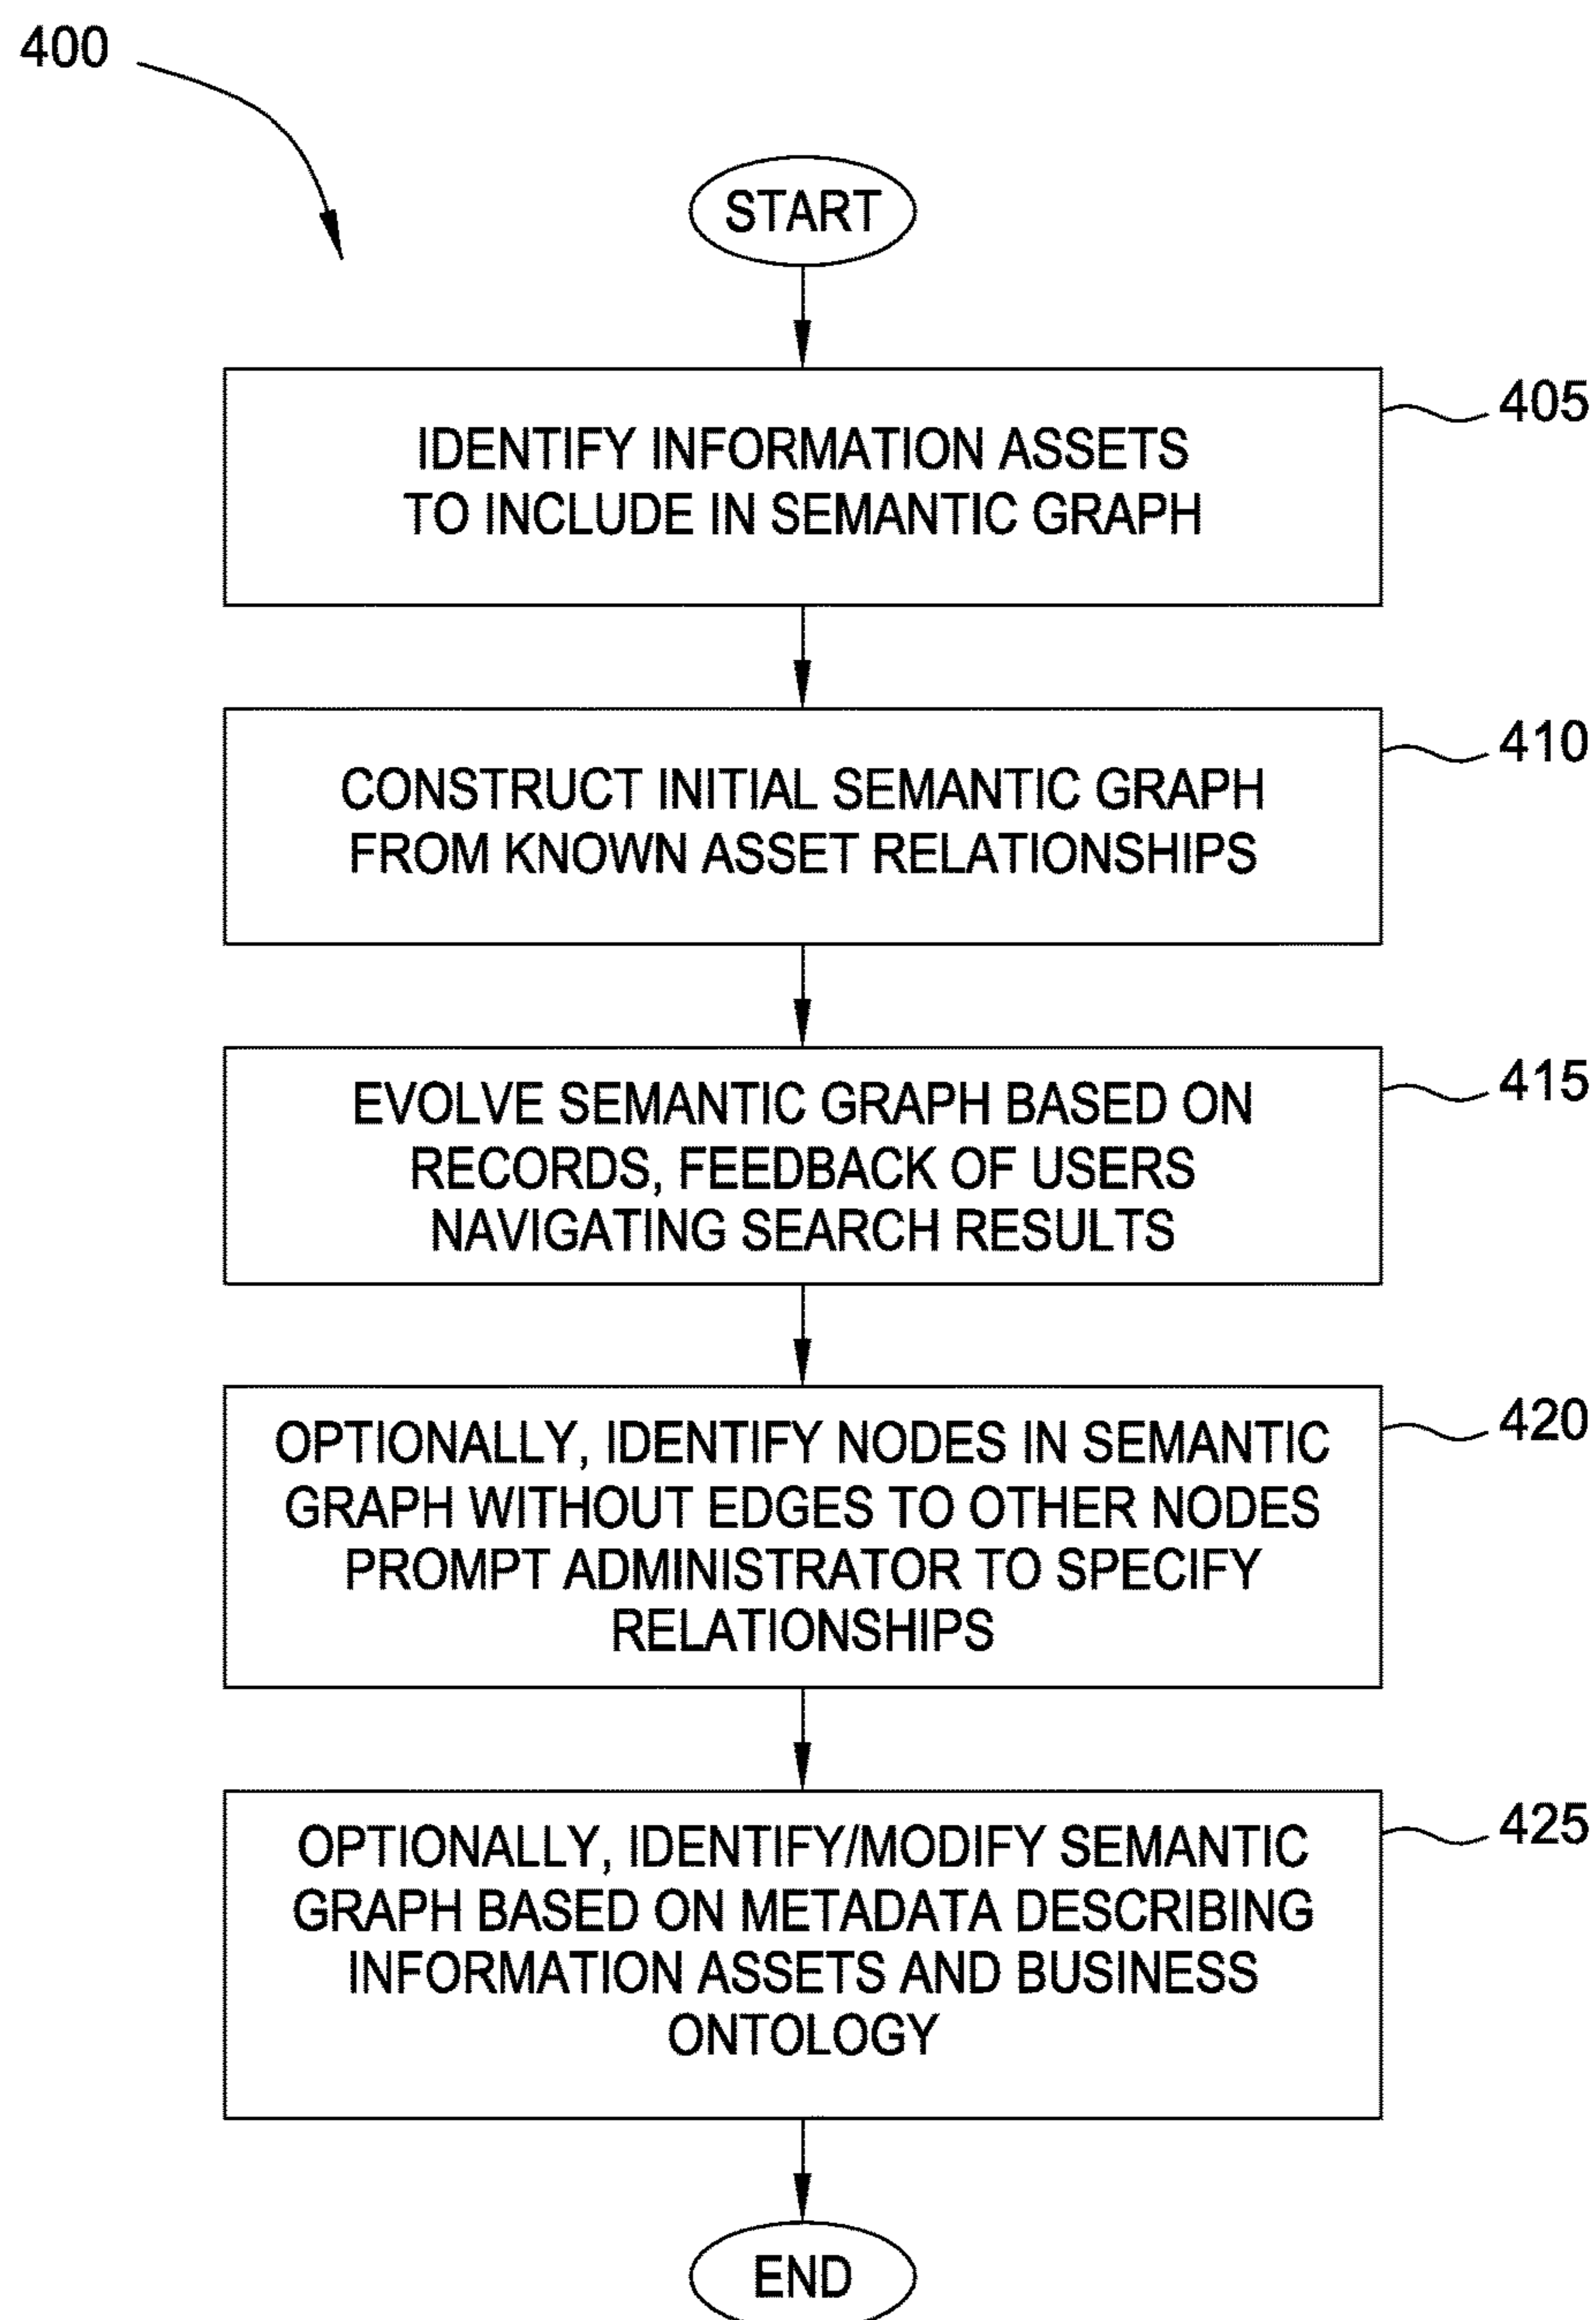 400
START
IDENTIFY INFORMATION ASSETS
TO INCLUDE IN SEMANTIC GRAPH
405
CONSTRUCT INITIAL SEMANTIC GRAPH
FROM KNOWN ASSET RELATIONSHIPS
410
EVOLVE SEMANTIC GRAPH BASED ON
RECORDS, FEEDBACK OF USERS
NAVIGATING SEARCH RESULTS
415
OPTIONALLY, IDENTIFY NODES IN SEMANTIC
GRAPH WITHOUT EDGES TO OTHER NODES
PROMPT ADMINISTRATOR TO SPECIFY
RELATIONSHIPS
420
OPTIONALLY, IDENTIFY/MODIFY SEMANTIC
GRAPH BASED ON METADATA DESCRIBING
INFORMATION ASSETS AND BUSINESS
ONTOLOGY
425
END